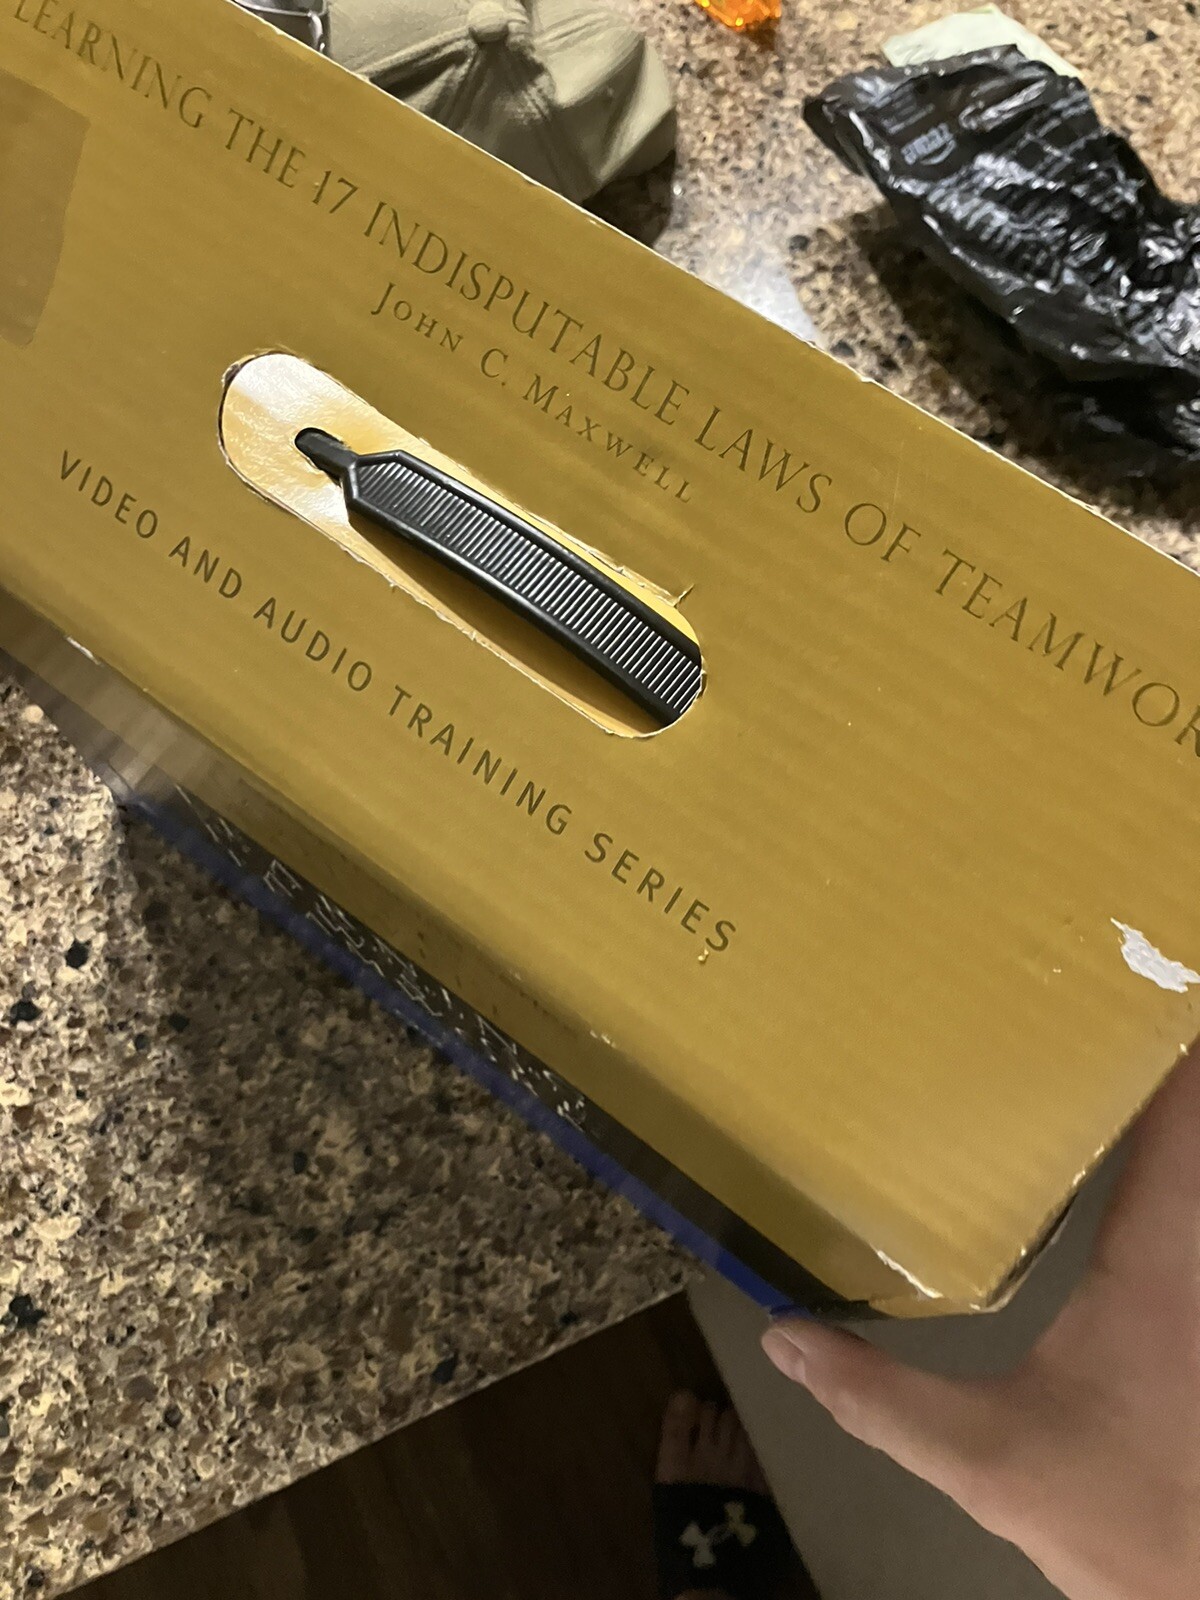 LEARNING THE 17 INDISPUTABLE LAWS OF TEAMWOR
JOHN C. MAXWELL
VIDEO AND AUDIO TRAINING SERIES